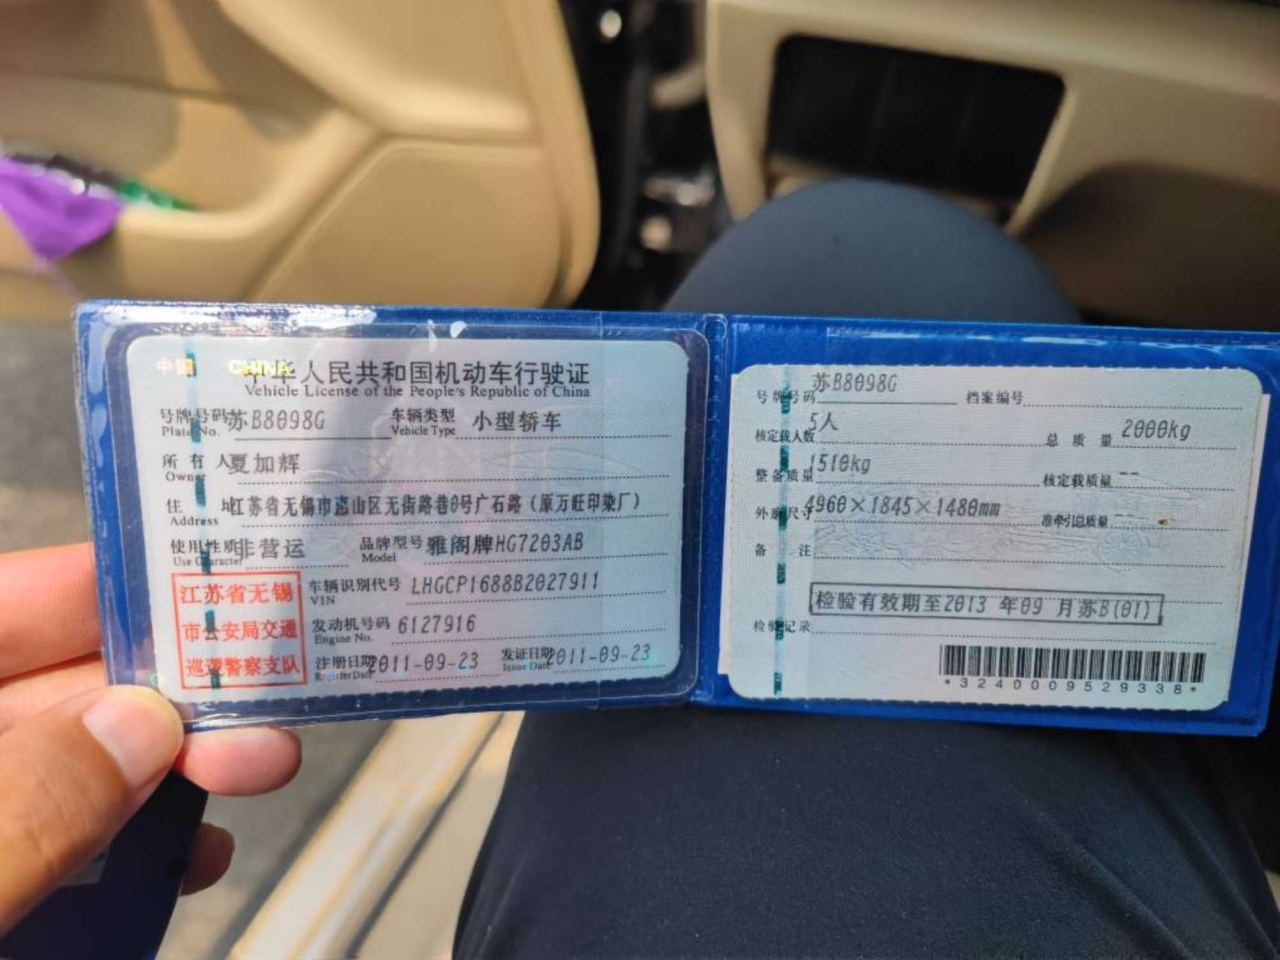 中国 CHINA
中华人民共和国机动车行驶证
Vehicle License of the People's Republic of China
号牌号码 苏B8098G 车辆类型 小型轿车
Plate No. Vehicle Type
所有人 夏加辉
Owner
住址 江苏省无锡市惠山区无街路巷0号广石路（原万旺印染厂）
Address
使用性质 非营运 品牌型号 雅阁牌HG7203AB
Use Character Model
江苏省无锡
市公安局交通
巡逻警察支队
车辆识别代号 LHGCP1688B2027911
VIN
发动机号码 6127916
Engine No.
注册日期 2011-09-23 发证日期 2011-09-23
Register Date Issue Date
号牌号码 苏B8098G 档案编号
核定载人数 5人 总质量 2000kg
整备质量 1510kg 核定载质量 --
外廓尺寸 4960×1845×1480mm 准牵引总质量 --
备注
检验有效期至2013 年09 月苏B(01)
检验记录
*3240009529338*